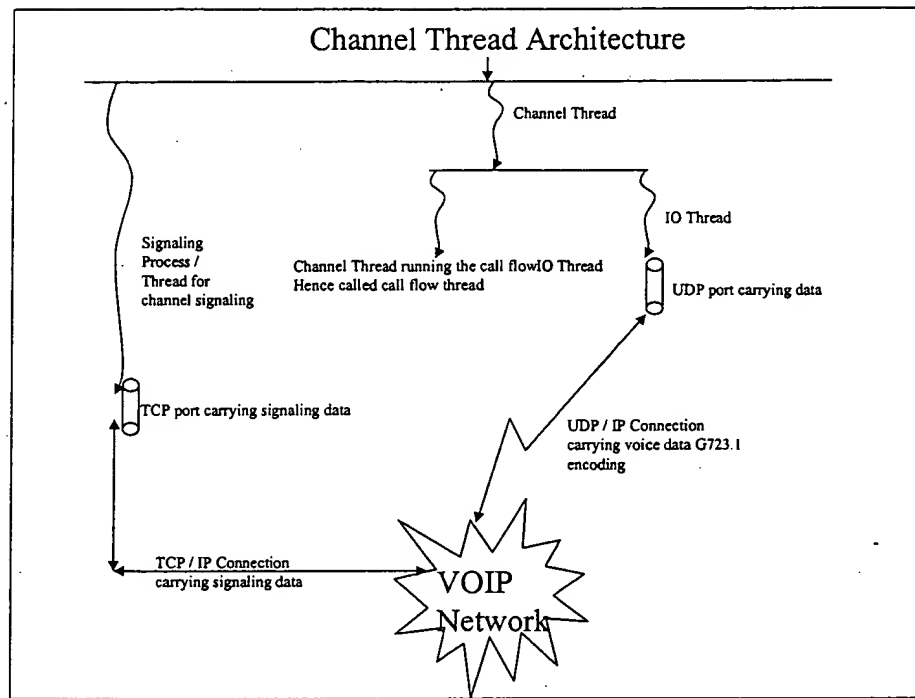 Channel Thread Architecture
Channel Thread
IO Thread
Signaling
Process /
Thread for
channel signaling
Channel Thread running the call flowIO Thread
Hence called call flow thread
UDP port carrying data
TCP port carrying signaling data
UDP / IP Connection
carrying voice data G723.1
encoding
TCP / IP Connection
carrying signaling data
VOIP
Network